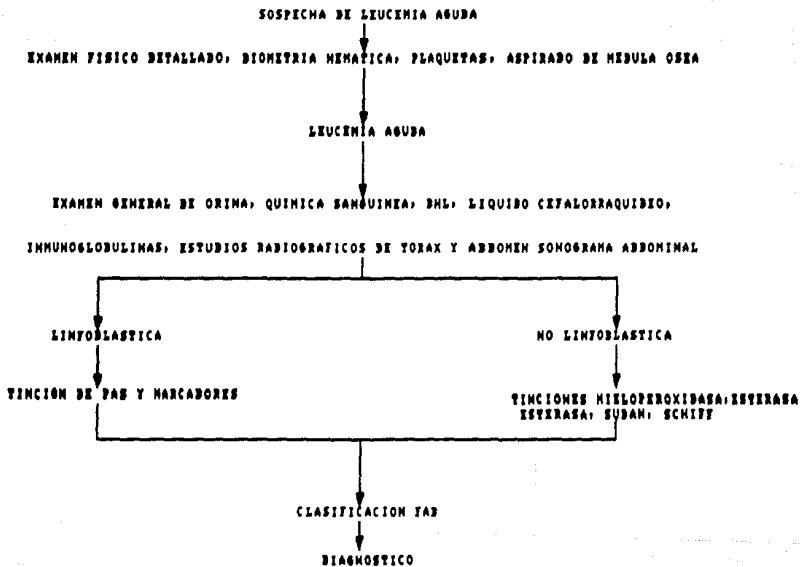 SOSPECHA DE LEUCEMIA AGUDA
EXAMEN FISICO DETALLADO, BIOMETRIA HEMATICA, PLAQUETAS, ASPIRADO DE MEDULA OSEA
LEUCEMIA AGUDA
EXAMEN GENERAL DE ORINA, QUIMICA SANGUINEA, DHL, LIQUIDO CEFALORRAQUIDEO,
INMUNOGLOBULINAS, ESTUDIOS RADIOGRAFICOS DE TORAX Y ABDOMEN SONOGRAMA ABDOMINAL
LINFOBLASTICA
NO LINFOBLASTICA
TINCION DE PAS Y MARCADORES
TINCIONES MIELOPEROXIDASA, ESTERASA
ESTERASA, SUDAN, SCHIFF
CLASIFICACION FAB
DIAGNOSTICO